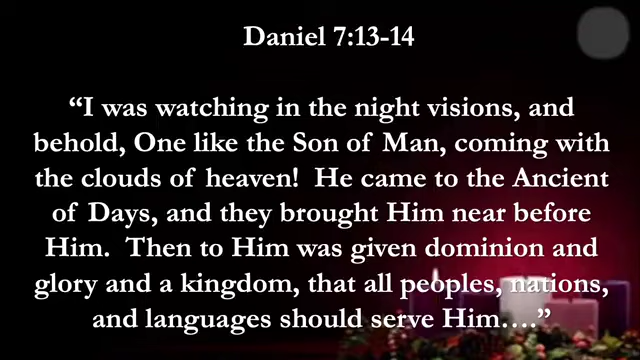 Daniel 7:13-14
“I was watching in the night visions, and
behold, One like the Son of Man, coming with
the clouds of heaven!  He came to the Ancient
of Days, and they brought Him near before
Him.  Then to Him was given dominion and
glory and a kingdom, that all peoples, nations,
and languages should serve Him….”